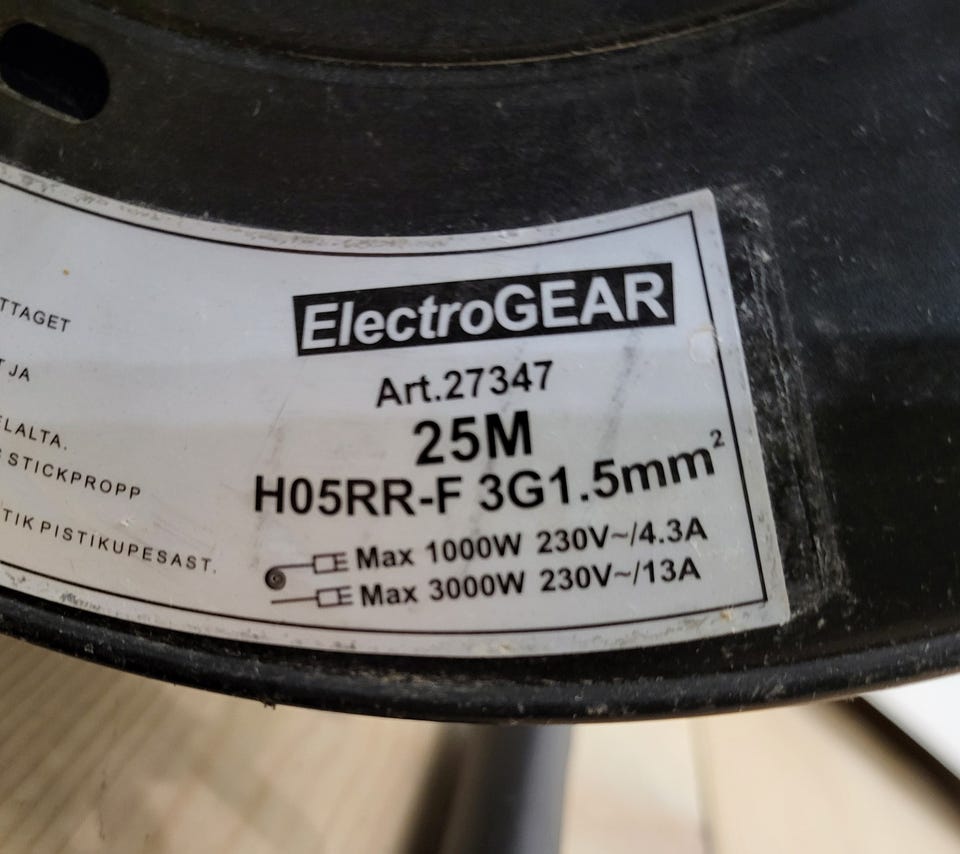 ElectroGEAR
Art.27347
25M
H05RR-F 3G1.5mm²
Max 1000W 230V~/4.3A
Max 3000W 230V~/13A
TTAGET
T JA
ELALTA.
STICKPROPP
TIK PISTIKUPESAST.